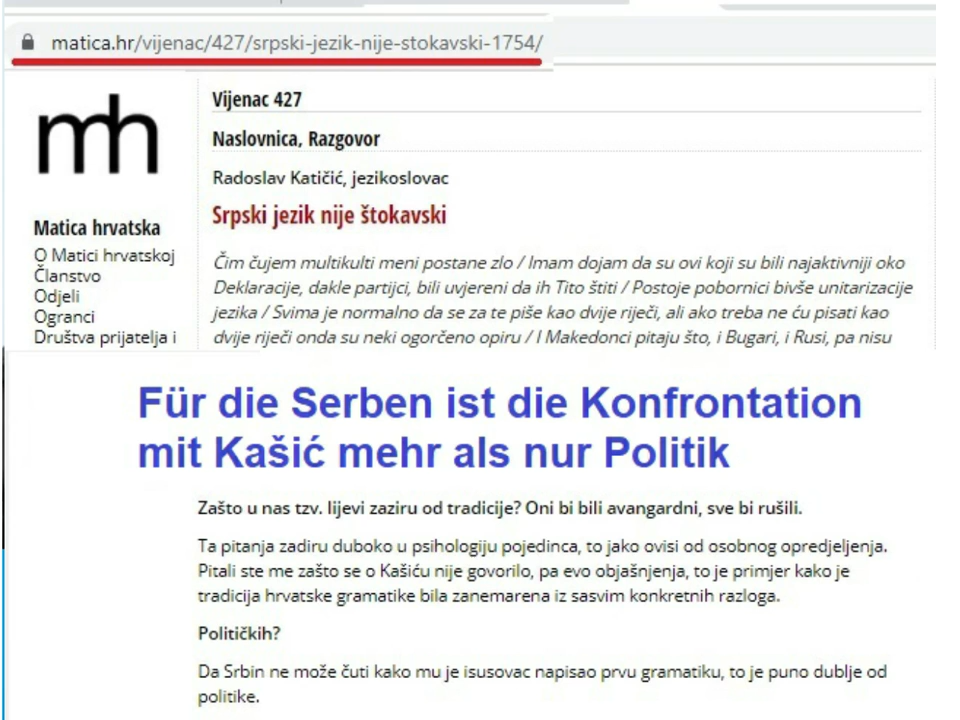 matica.hr/vijenac/427/srpski-jezik-nije-stokavski-1754/
mh
Vijenac 427
Naslovnica, Razgovor
Radoslav Katičić, jezikoslovac
Srpski jezik nije štokavski
Čim čujem multikulti meni postane zlo / Imam dojam da su ovi koji su bili najaktivniji oko
Deklaracije, dakle partijci, bili uvjereni da ih Tito štiti / Postoje pobornici bivše unitarizacije
jezika / Svima je normalno da se za te piše kao dvije riječi, ali ako treba ne ću pisati kao
dvije riječi onda su neki ogorčeno opiru / I Makedonci pitaju što, i Bugari, i Rusi, pa nisu
Matica hrvatska
O Matici hrvatskoj
Članstvo
Odjeli
Ogranci
Društva prijatelja i
Für die Serben ist die Konfrontation
mit Kašić mehr als nur Politik
Zašto u nas tzv. lijevi zaziru od tradicije? Oni bi bili avangardni, sve bi rušili.
Ta pitanja zadiru duboko u psihologiju pojedinca, to jako ovisi od osobnog opredjeljenja.
Pitali ste me zašto se o Kašiću nije govorilo, pa evo objašnjenja, to je primjer kako je
tradicija hrvatske gramatike bila zanemarena iz sasvim konkretnih razloga.
Političkih?
Da Srbin ne može čuti kako mu je isusovac napisao prvu gramatiku, to je puno dublje od
politike.